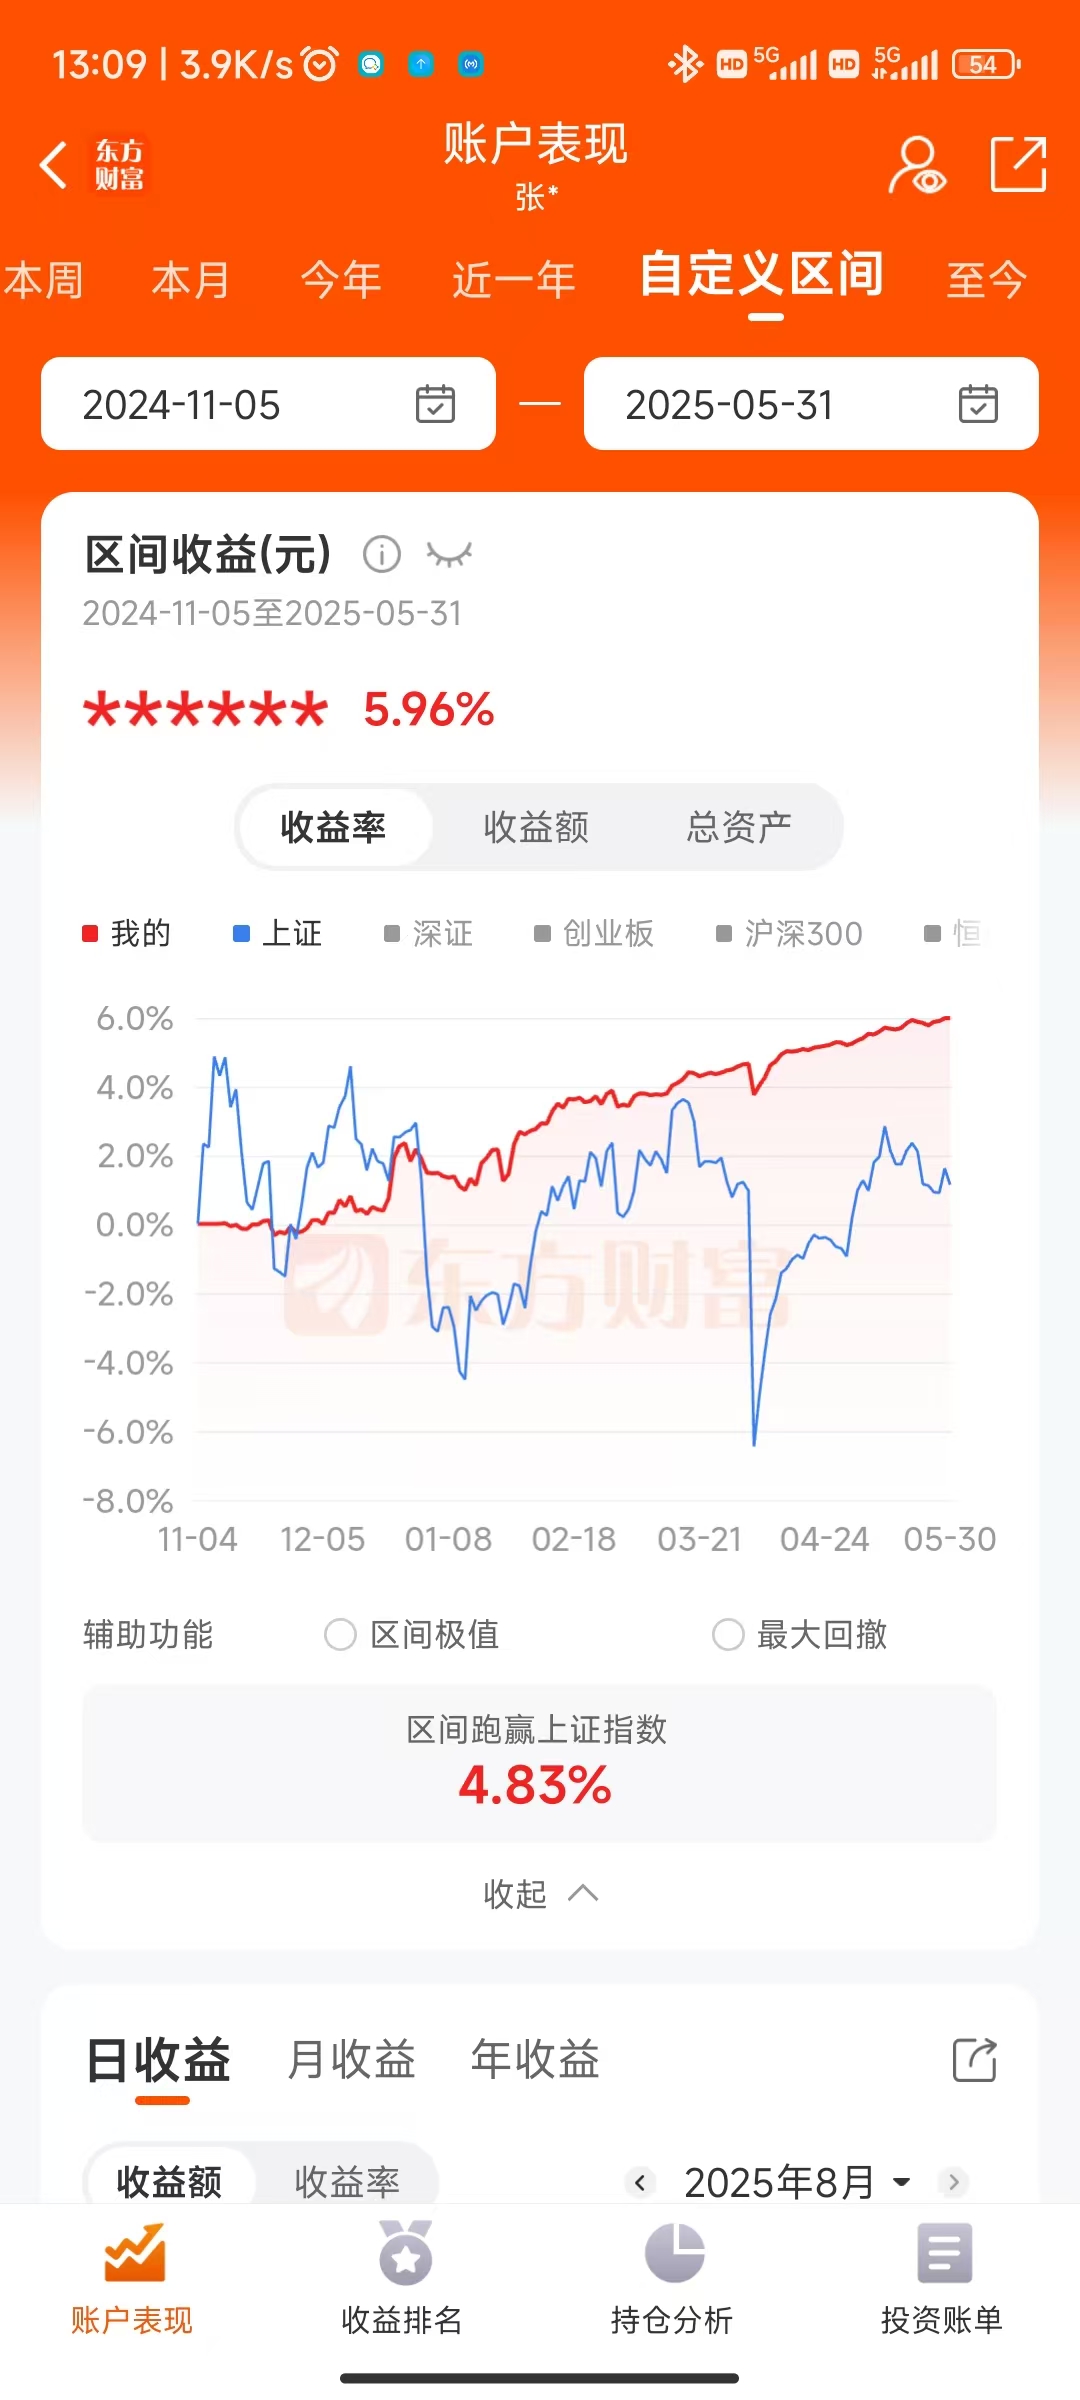 13:09 | 3.9K/s HD 5G HD 5G 54
东方
财富
账户表现
张*
本周 本月 今年 近一年 自定义区间 至今
2024-11-05 — 2025-05-31
区间收益(元)
2024-11-05至2025-05-31
****** 5.96%
收益率 收益额 总资产
我的 上证 深证 创业板 沪深300 恒
6.0%
4.0%
2.0%
0.0%
-2.0%
-4.0%
-6.0%
-8.0%
东方财富
11-04 12-05 01-08 02-18 03-21 04-24 05-30
辅助功能 区间极值 最大回撤
区间跑赢上证指数
4.83%
收起
日收益 月收益 年收益
收益额 收益率 2025年8月
账户表现 收益排名 持仓分析 投资账单